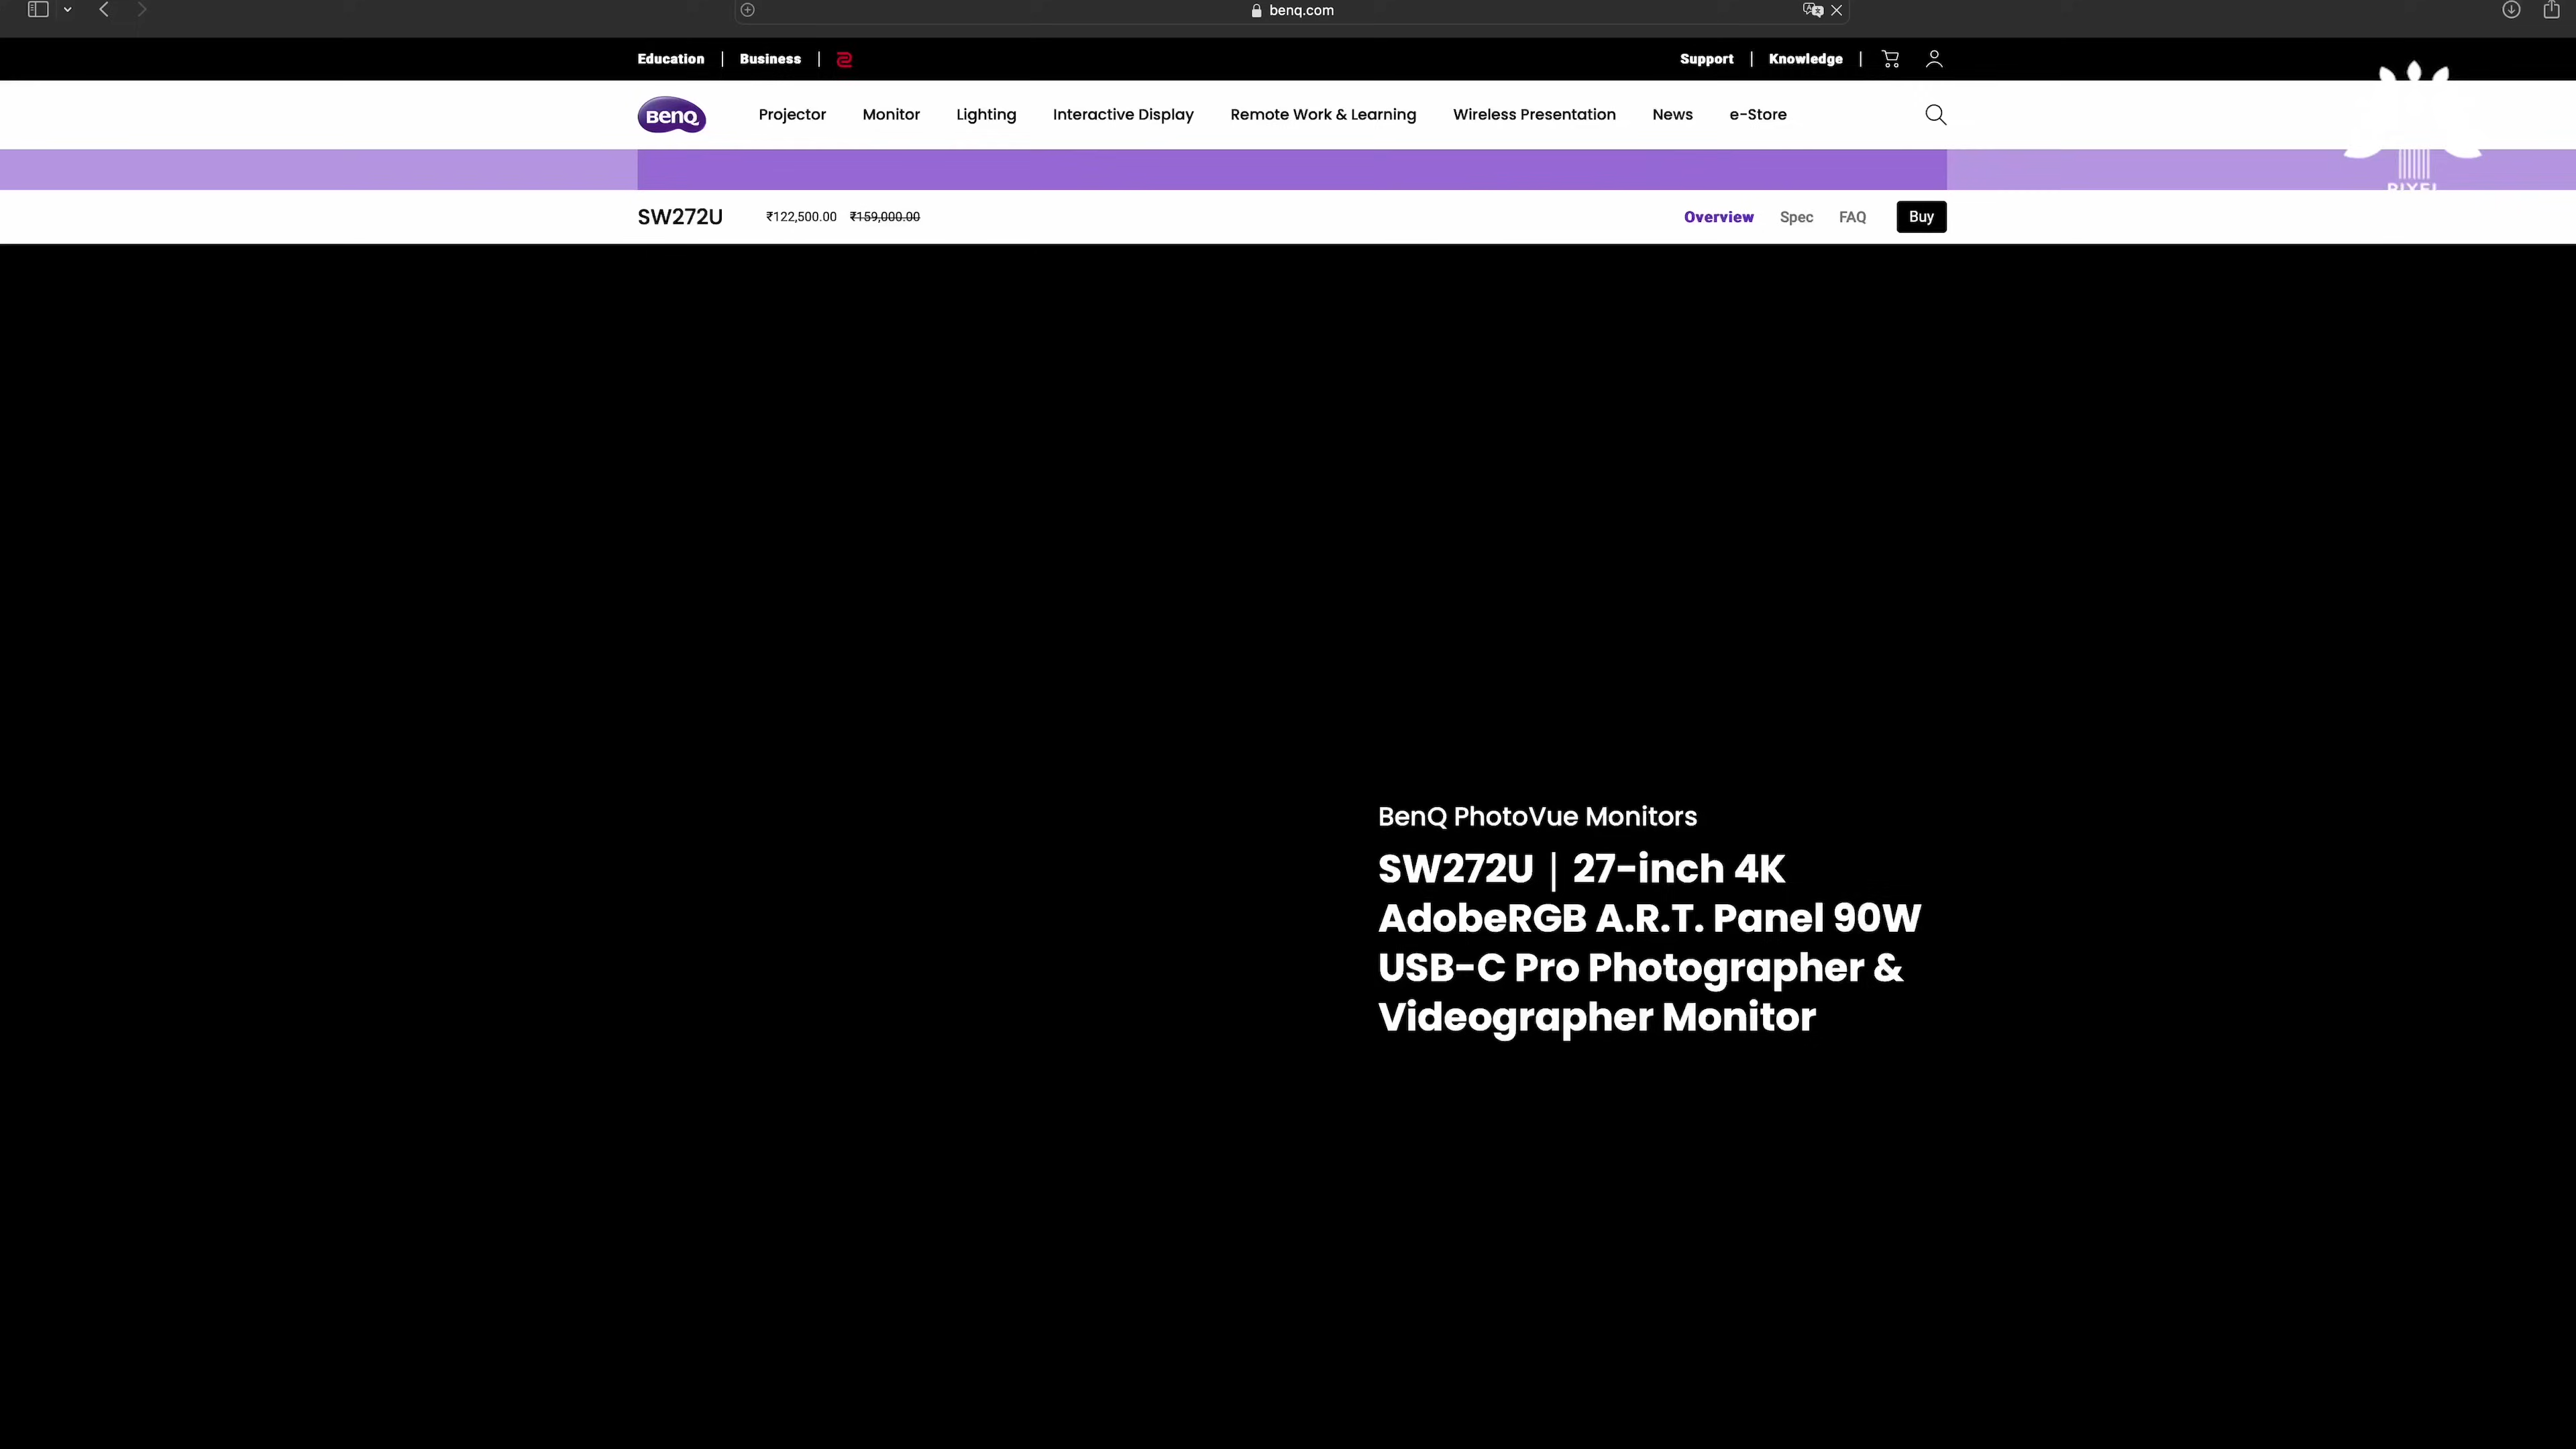 benq.com
Education | Business |
Support | Knowledge |
BenQ
Projector Monitor Lighting Interactive Display Remote Work & Learning Wireless Presentation News e-Store
SW272U ₹122,500.00 ₹159,000.00
Overview Spec FAQ Buy
BenQ PhotoVue Monitors
SW272U | 27-inch 4K
AdobeRGB A.R.T. Panel 90W
USB-C Pro Photographer &
Videographer Monitor